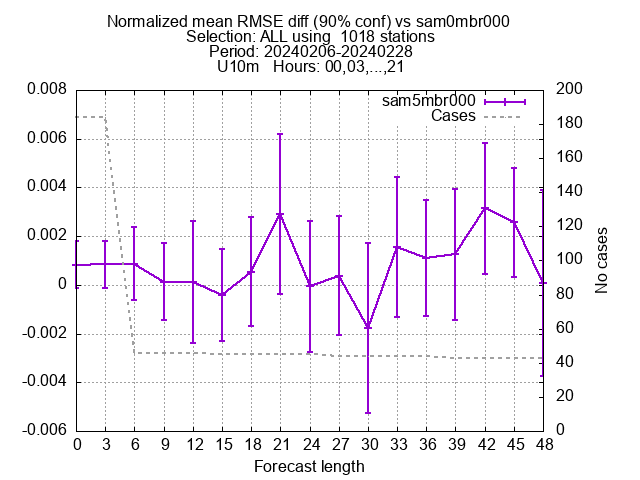 Normalized mean RMSE diff (90% conf) vs sam0mbr000
Selection: ALL using  1018 stations
Period: 20240206-20240228
U10m   Hours: 00,03,...,21
sam5mbr000
Cases
0.008
0.006
0.004
0.002
0
-0.002
-0.004
-0.006
200
180
160
140
120
100
80
60
40
20
0
No cases
0 3 6 9 12 15 18 21 24 27 30 33 36 39 42 45 48
Forecast length